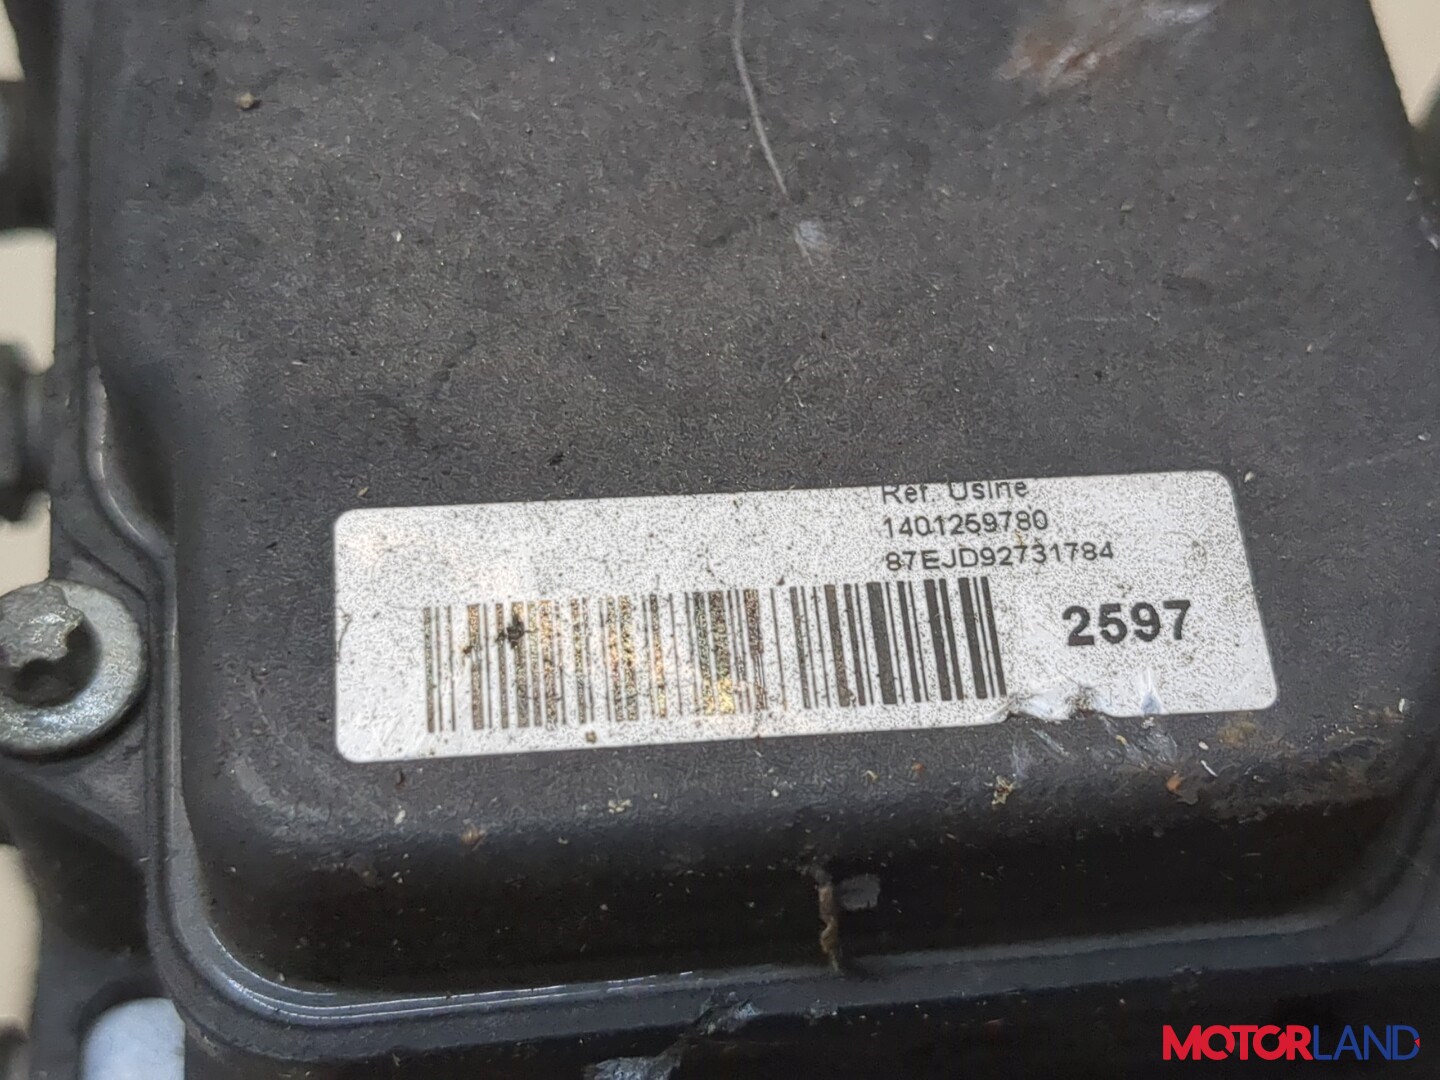 Ref. Usine
1401259780
87EJD92731784
2597
MOTORLAND